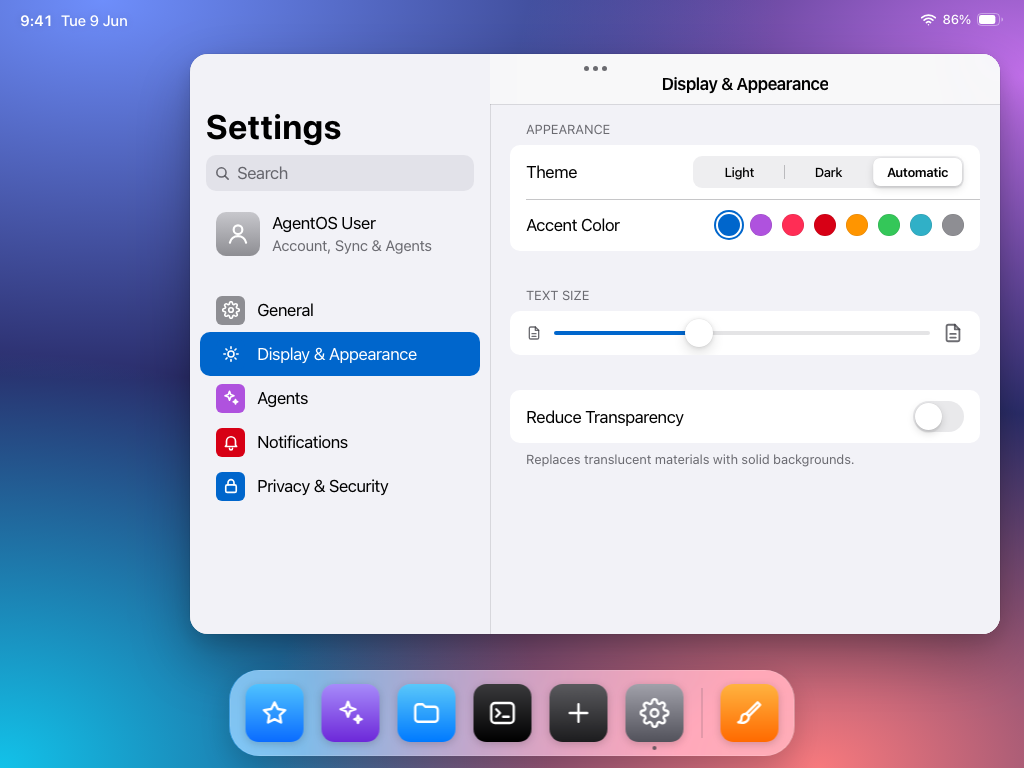 9:41 Tue 9 Jun
86%
Display & Appearance
Settings
Search
AgentOS User
Account, Sync & Agents
General
Display & Appearance
Agents
Notifications
Privacy & Security
APPEARANCE
Theme
Light
Dark
Automatic
Accent Color
TEXT SIZE
Reduce Transparency
Replaces translucent materials with solid backgrounds.